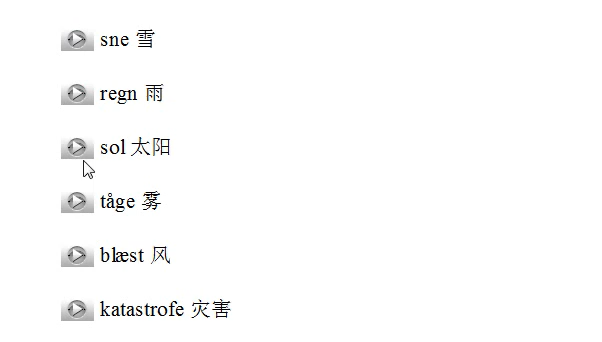 sne 雪
regn 雨
sol 太阳
tåge 雾
blæst 风
katastrofe 灾害